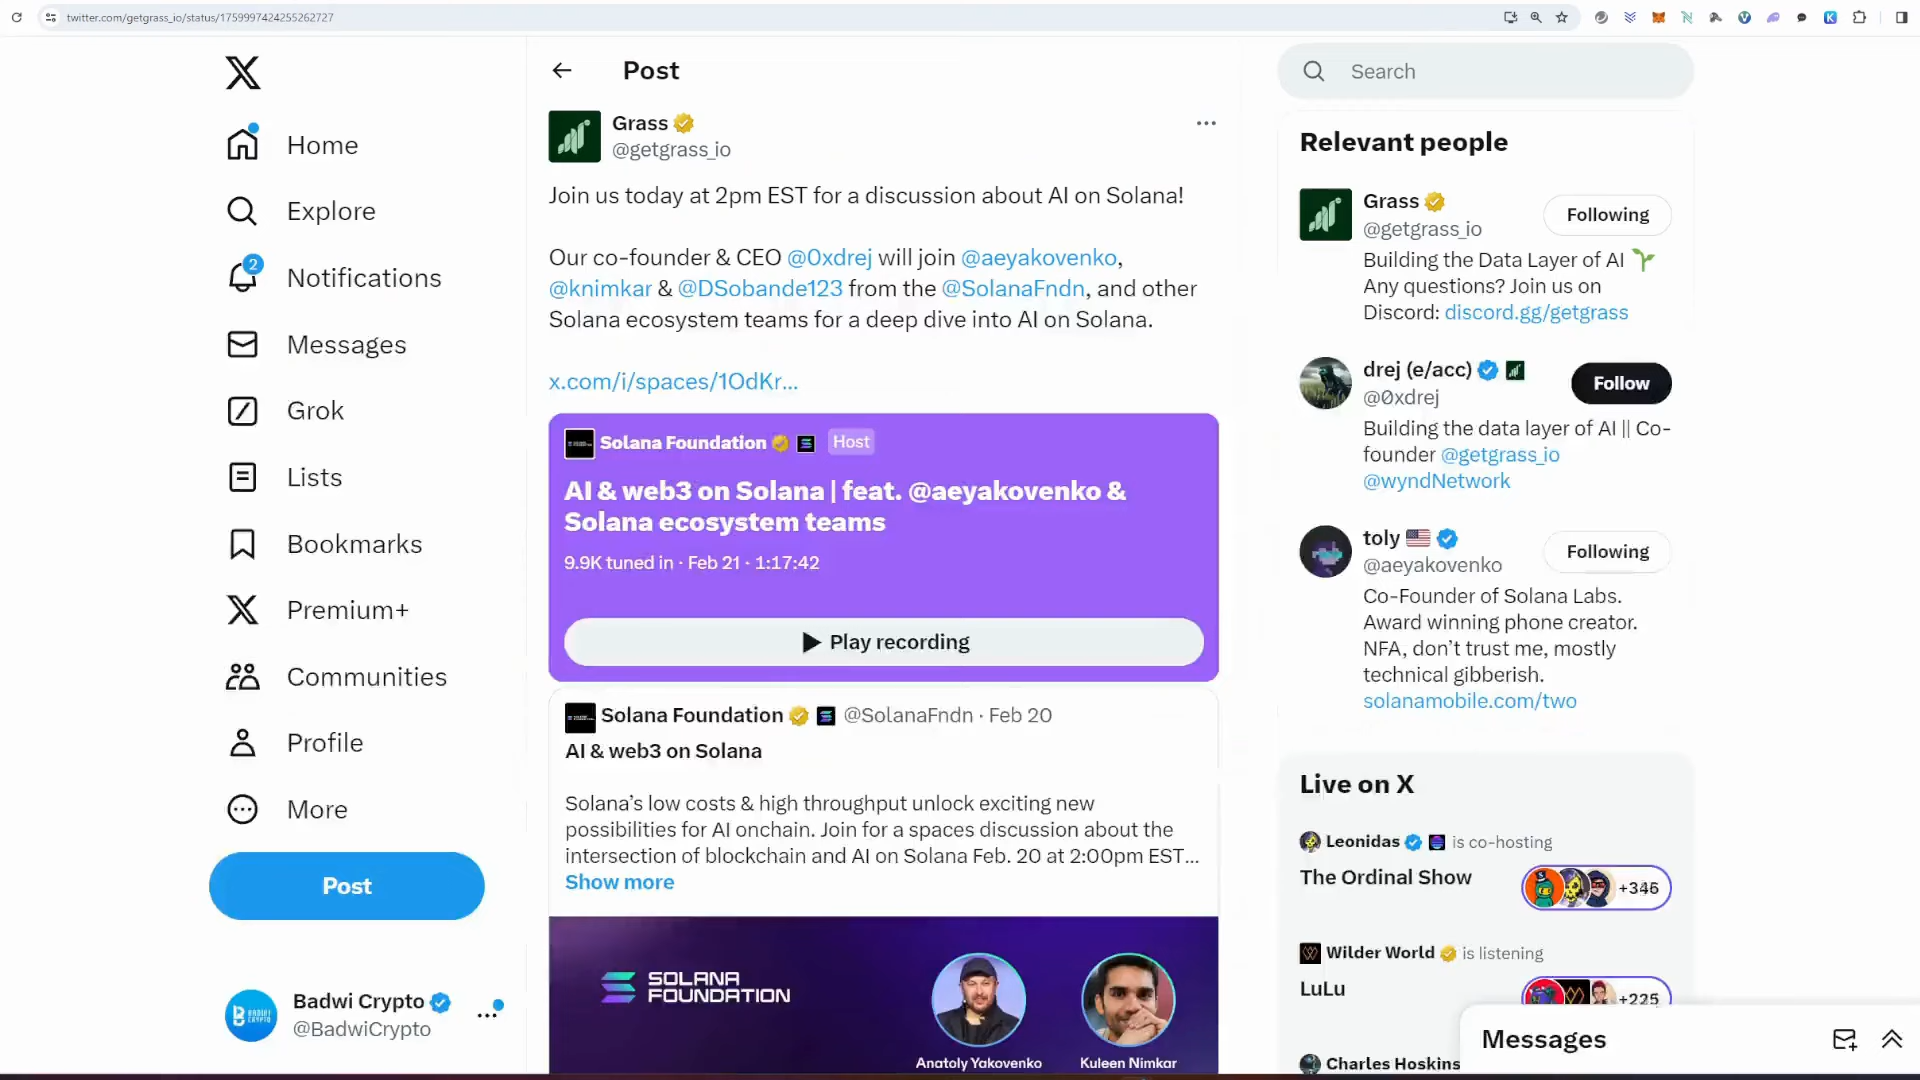 twitter.com/getgrass_io/status/1759997424255262727
Home
Explore
2
Notifications
Messages
Grok
Lists
Bookmarks
Premium+
Communities
Profile
More
Post
Badwi Crypto
@BadwiCrypto
Post
Grass
@getgrass_io
Join us today at 2pm EST for a discussion about AI on Solana!
Our co-founder & CEO @0xdrej will join @aeyakovenko,
@knimkar & @DSobande123 from the @SolanaFndn, and other
Solana ecosystem teams for a deep dive into AI on Solana.
x.com/i/spaces/1OdKr...
Solana Foundation Host
AI & web3 on Solana | feat. @aeyakovenko &
Solana ecosystem teams
9.9K tuned in · Feb 21 · 1:17:42
Play recording
Solana Foundation @SolanaFndn · Feb 20
AI & web3 on Solana
Solana’s low costs & high throughput unlock exciting new
possibilities for AI onchain. Join for a spaces discussion about the
intersection of blockchain and AI on Solana Feb. 20 at 2:00pm EST...
Show more
SOLANA
FOUNDATION
Anatoly Yakovenko
Kuleen Nimkar
Search
Relevant people
Grass
@getgrass_io
Following
Building the Data Layer of AI
Any questions? Join us on
Discord: discord.gg/getgrass
drej (e/acc)
@0xdrej
Follow
Building the data layer of AI || Co-
founder @getgrass_io
@wyndNetwork
toly
@aeyakovenko
Following
Co-Founder of Solana Labs.
Award winning phone creator.
NFA, don’t trust me, mostly
technical gibberish.
solanamobile.com/two
Live on X
Leonidas is co-hosting
The Ordinal Show
Wilder World is listening
LuLu
+225
Charles Hoskins
Messages